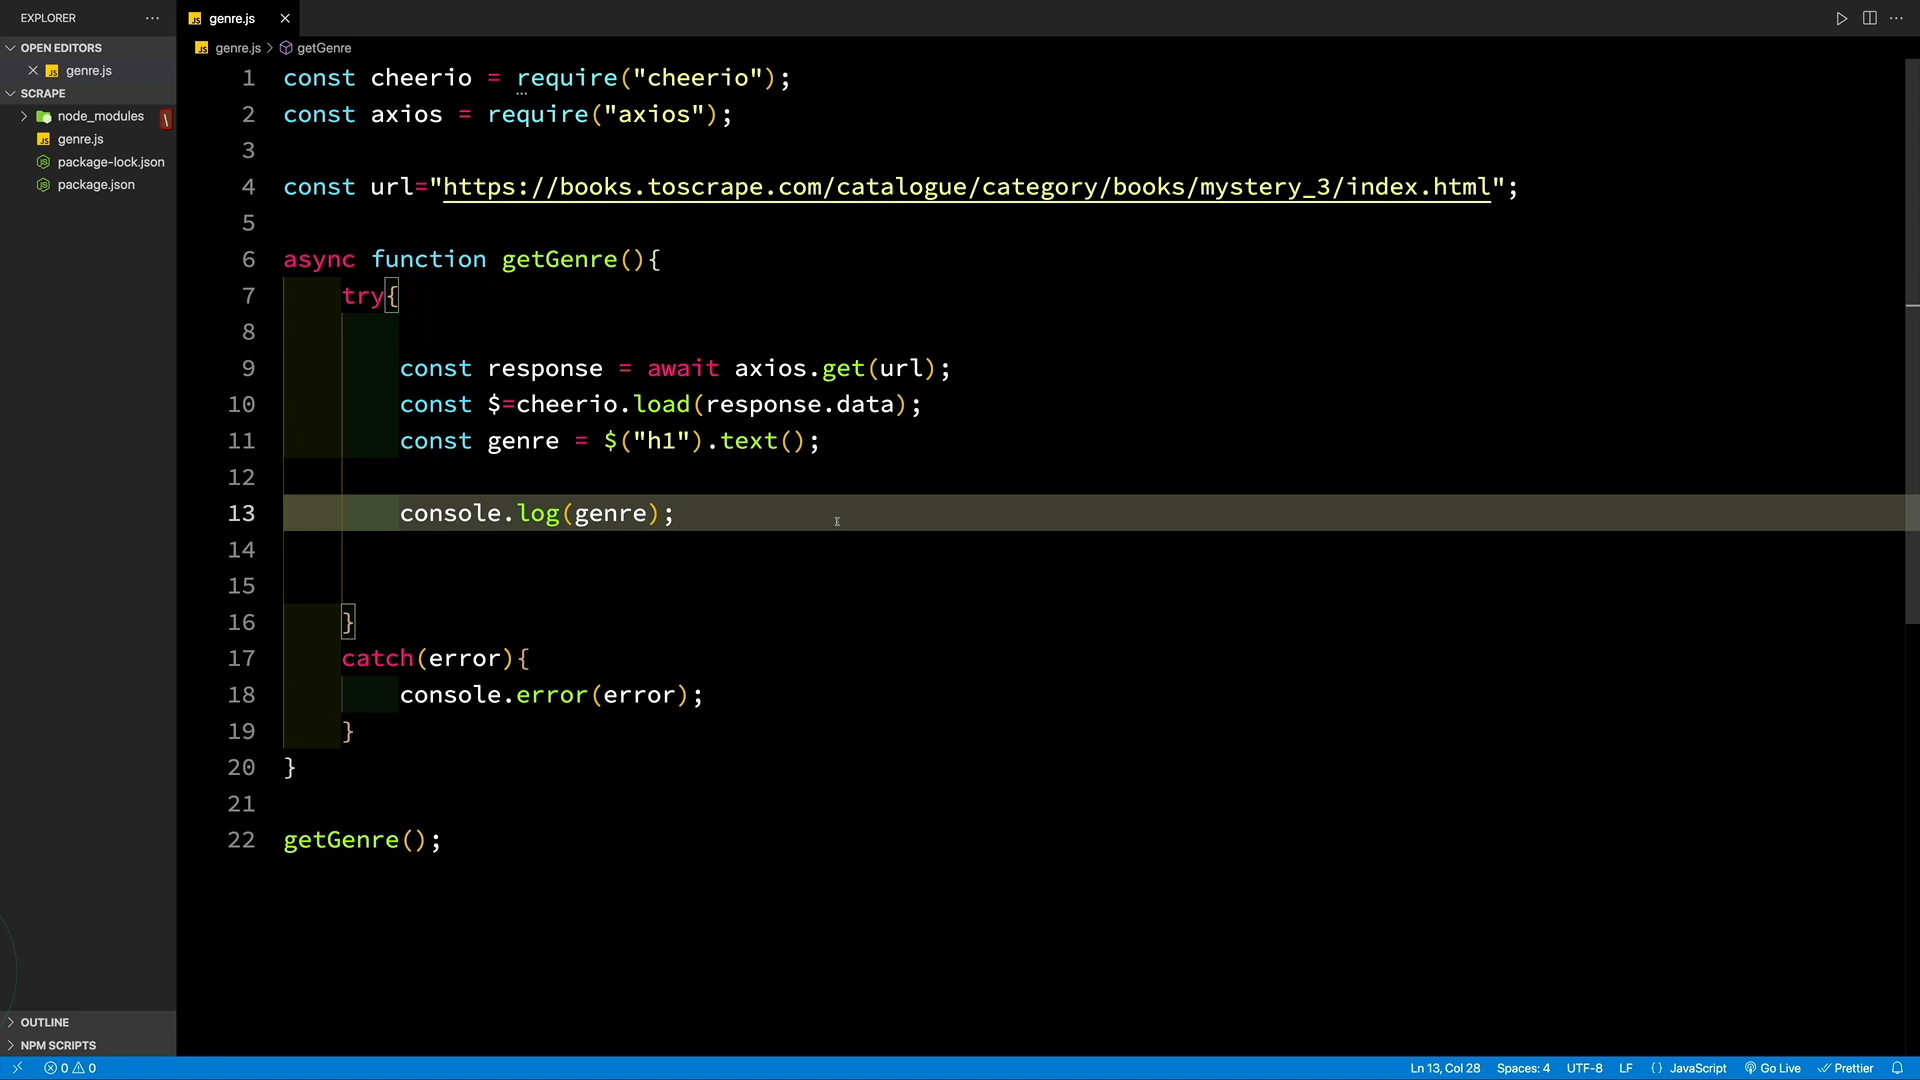 EXPLORER
genre.js
OPEN EDITORS
genre.js
SCRAPE
node_modules
genre.js
package-lock.json
package.json
OUTLINE
NPM SCRIPTS
genre.js > getGenre
1 const cheerio = require("cheerio");
2 const axios = require("axios");
3
4 const url="https://books.toscrape.com/catalogue/category/books/mystery_3/index.html";
5
6 async function getGenre(){
7 try{
8
9 const response = await axios.get(url);
10 const $=cheerio.load(response.data);
11 const genre = $("h1").text();
12
13 console.log(genre);
14
15
16 }
17 catch(error){
18 console.error(error);
19 }
20 }
21
22 getGenre();
0 0 Ln 13, Col 28 Spaces: 4 UTF-8 LF {} JavaScript Go Live Prettier